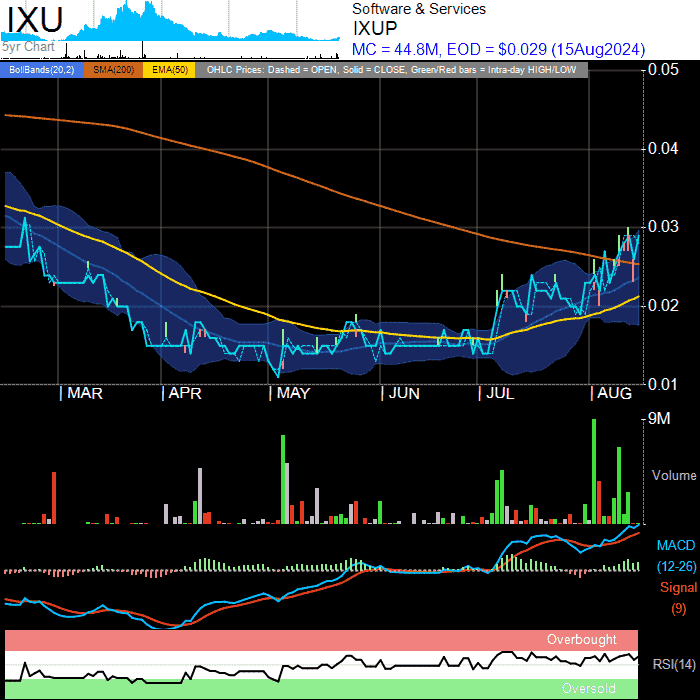 IXU
5yr Chart
Software & Services
IXUP
MC = 44.8M, EOD = $0.029 (15Aug2024)
BollBands(20,2) SMA(200) EMA(50) OHLC Prices: Dashed = OPEN, Solid = CLOSE, Green/Red bars = Intra-day HIGH/LOW
0.05
0.04
0.03
0.02
0.01
| MAR | APR | MAY | JUN | JUL | AUG
9M
Volume
MACD
(12-26)
Signal
(9)
Overbought
RSI(14)
Oversold